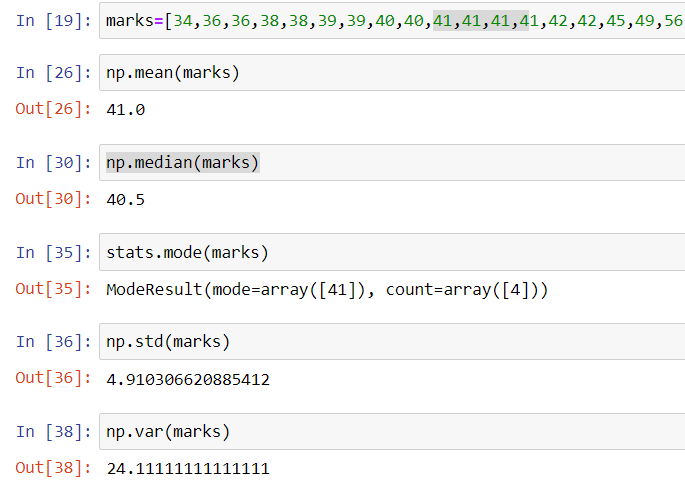 In [19]: marks=[34,36,36,38,38,39,39,40,40,41,41,41,41,42,42,45,49,56
In [26]: np.mean(marks)
Out[26]: 41.0
In [30]: np.median(marks)
Out[30]: 40.5
In [35]: stats.mode(marks)
Out[35]: ModeResult(mode=array([41]), count=array([4]))
In [36]: np.std(marks)
Out[36]: 4.910306620885412
In [38]: np.var(marks)
Out[38]: 24.11111111111111